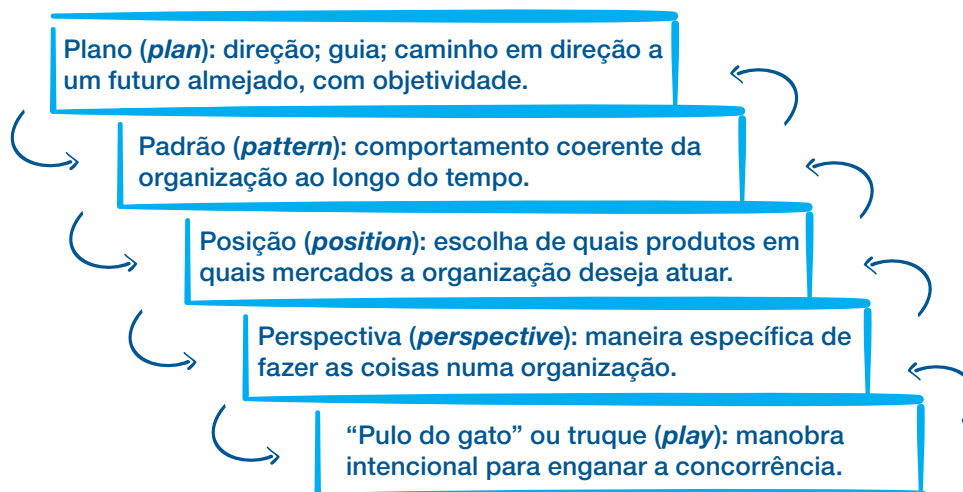 Plano (plan): direção; guia; caminho em direção a
um futuro almejado, com objetividade.
Padrão (pattern): comportamento coerente da
organização ao longo do tempo.
Posição (position): escolha de quais produtos em
quais mercados a organização deseja atuar.
Perspectiva (perspective): maneira específica de
fazer as coisas numa organização.
“Pulo do gato” ou truque (play): manobra
intencional para enganar a concorrência.